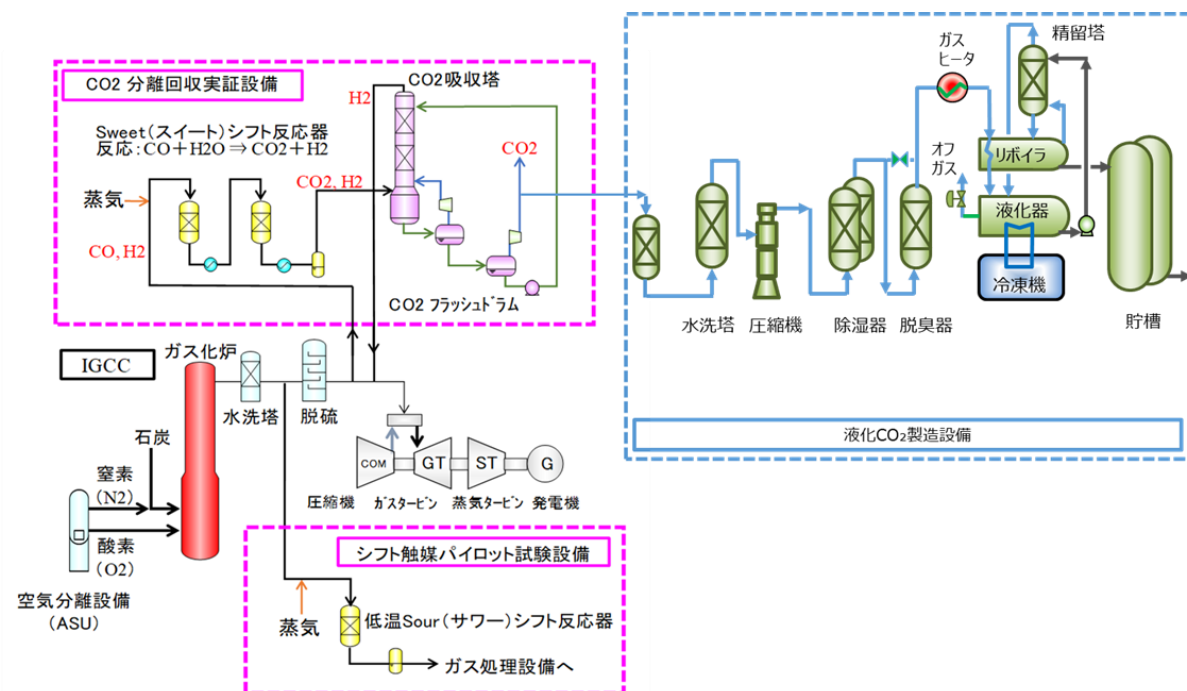 CO2 分離回収実証設備
CO2吸収塔
H2
Sweet(スイート)シフト反応器
反応:CO+H2O⇒CO2+H2
CO2
蒸気
CO2, H2
CO, H2
CO2 フラッシュドラム
ガス
ヒータ
精留塔
オフ
ガス
リボイラ
液化器
冷凍機
水洗塔
圧縮機
除湿器
脱臭器
貯槽
液化CO₂製造設備
IGCC
ガス化炉
水洗塔
脱硫
石炭
窒素
(N2)
酸素
(O2)
空気分離設備
(ASU)
COM
GT
ST
G
圧縮機
ガスタービン
蒸気タービン
発電機
シフト触媒パイロット試験設備
蒸気
低温Sour(サワー)シフト反応器
ガス処理設備へ